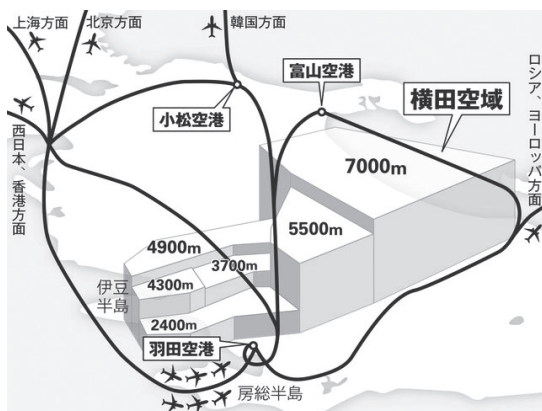 上海方面
北京方面
韓国方面
富山空港
横田空域
小松空港
ロシア、ヨーロッパ方面
西日本、香港方面
7000m
5500m
4900m
3700m
4300m
伊豆
半島
2400m
羽田空港
房総半島